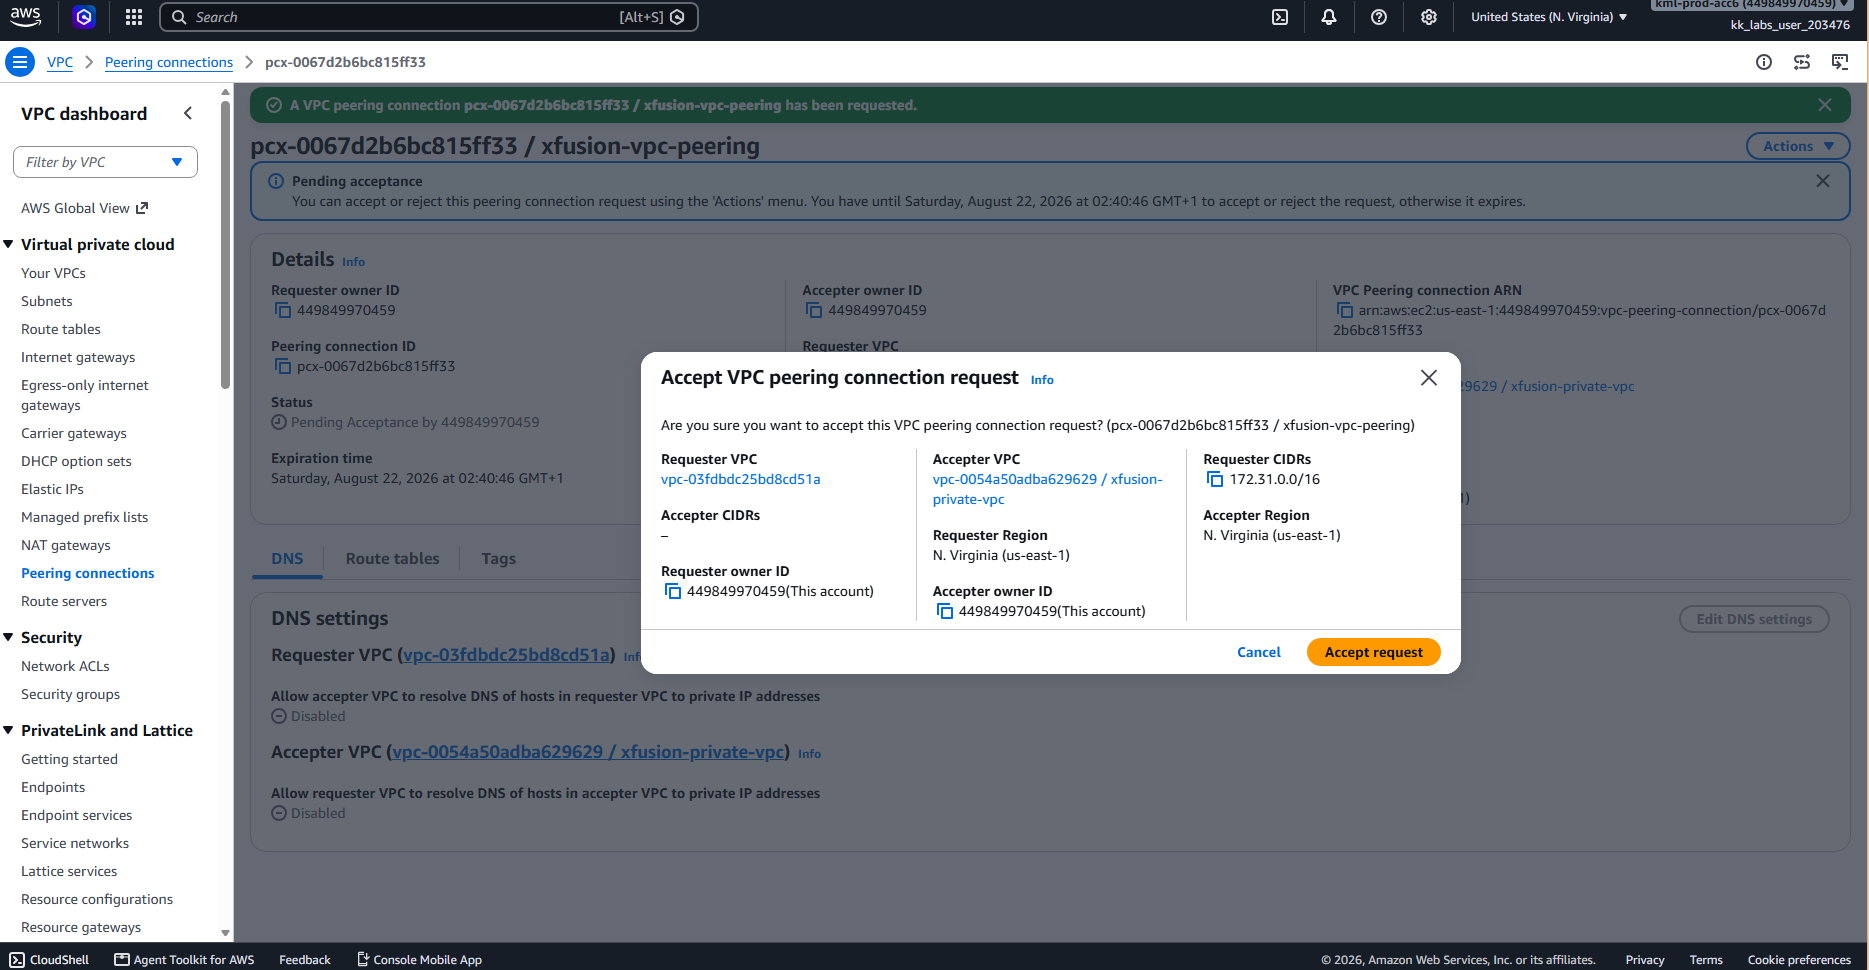 aws
Search
[Alt+S]
United States (N. Virginia)
kml-prod-acc6 (449849970459)
kk_labs_user_203476
VPC
Peering connections
pcx-0067d2b6bc815ff33
VPC dashboard
Filter by VPC
AWS Global View
Virtual private cloud
Your VPCs
Subnets
Route tables
Internet gateways
Egress-only internet
gateways
Carrier gateways
DHCP option sets
Elastic IPs
Managed prefix lists
NAT gateways
Peering connections
Route servers
Security
Network ACLs
Security groups
PrivateLink and Lattice
Getting started
Endpoints
Endpoint services
Service networks
Lattice services
Resource configurations
Resource gateways
A VPC peering connection pcx-0067d2b6bc815ff33 / xfusion-vpc-peering has been requested.
pcx-0067d2b6bc815ff33 / xfusion-vpc-peering
Actions
Pending acceptance
You can accept or reject this peering connection request using the 'Actions' menu. You have until Saturday, August 22, 2026 at 02:40:46 GMT+1 to accept or reject the request, otherwise it expires.
Details Info
Requester owner ID
449849970459
Peering connection ID
pcx-0067d2b6bc815ff33
Status
Pending Acceptance by 449849970459
Expiration time
Saturday, August 22, 2026 at 02:40:46 GMT+1
Accepter owner ID
449849970459
Requester VPC
VPC Peering connection ARN
arn:aws:ec2:us-east-1:449849970459:vpc-peering-connection/pcx-0067d
2b6bc815ff33
29629 / xfusion-private-vpc
1)
Accept VPC peering connection request Info
Are you sure you want to accept this VPC peering connection request? (pcx-0067d2b6bc815ff33 / xfusion-vpc-peering)
Requester VPC
vpc-03fdbdc25bd8cd51a
Accepter CIDRs
–
Requester owner ID
449849970459(This account)
Accepter VPC
vpc-0054a50adba629629 / xfusion-
private-vpc
Requester Region
N. Virginia (us-east-1)
Accepter owner ID
449849970459(This account)
Requester CIDRs
172.31.0.0/16
Accepter Region
N. Virginia (us-east-1)
Cancel
Accept request
DNS
Route tables
Tags
DNS settings
Edit DNS settings
Requester VPC (vpc-03fdbdc25bd8cd51a) Inf
Allow accepter VPC to resolve DNS of hosts in requester VPC to private IP addresses
Disabled
Accepter VPC (vpc-0054a50adba629629 / xfusion-private-vpc) Info
Allow requester VPC to resolve DNS of hosts in accepter VPC to private IP addresses
Disabled
CloudShell
Agent Toolkit for AWS
Feedback
Console Mobile App
© 2026, Amazon Web Services, Inc. or its affiliates.
Privacy
Terms
Cookie preferences